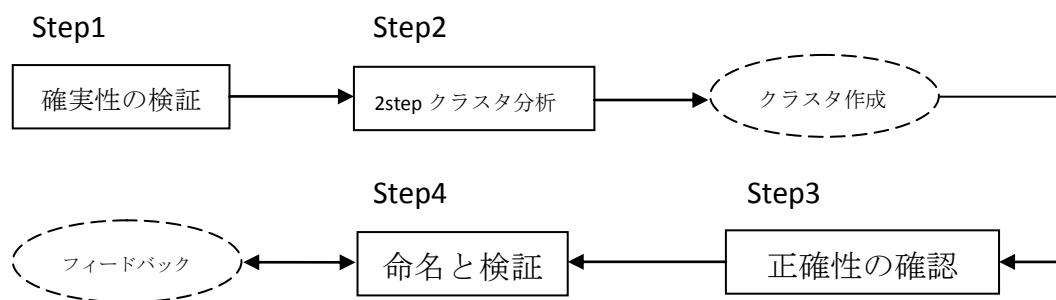 Step1
Step2
確実性の検証
2step クラスタ分析
クラスタ作成
Step4
Step3
フィードバック
命名と検証
正確性の確認